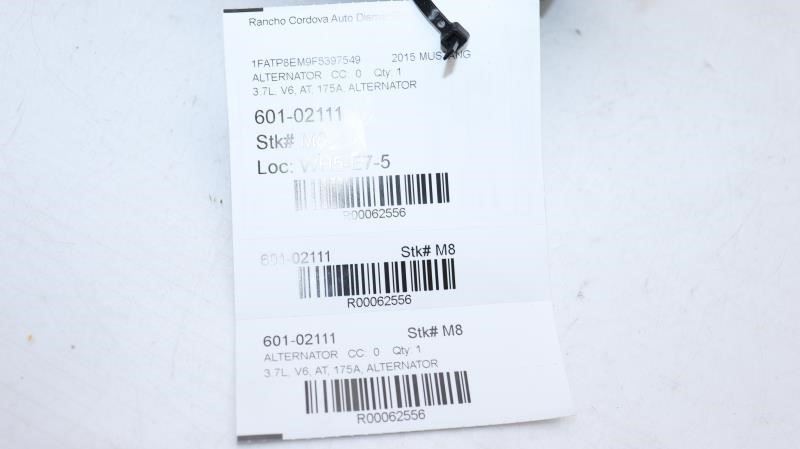 Rancho Cordova Auto
1FATP8EM9F5397549 2015 MUSTANG
ALTERNATOR CC: 0 Qty: 1
3.7L, V6, AT, 175A, ALTERNATOR
601-02111
Stk#
Loc: E7-5
R00062556
601-02111 Stk# M8
R00062556
601-02111 Stk# M8
ALTERNATOR CC: 0 Qty: 1
3.7L, V6, AT, 175A, ALTERNATOR
R00062556